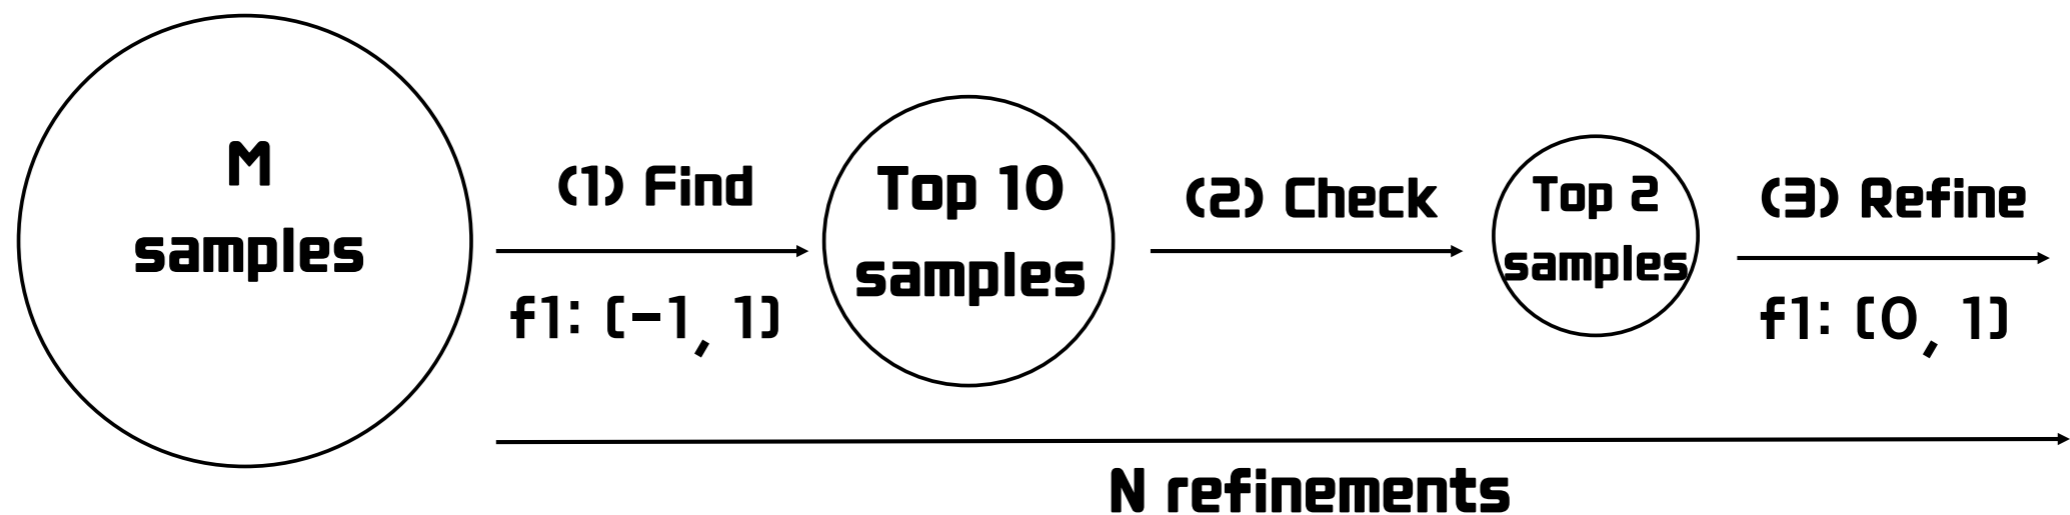 M
samples
(1) Find
f1: (-1, 1)
Top 10
samples
(2) Check
Top 2
samples
(3) Refine
f1: (0, 1)
N refinements